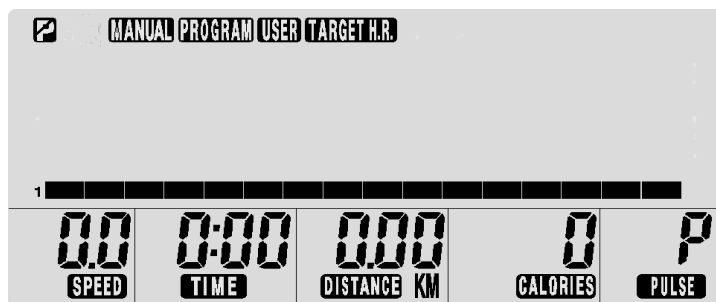 P MANUAL PROGRAM USER TARGET H.R.
1
0.0 0:00 0.00 0 P
SPEED TIME DISTANCE KM CALORIES PULSE